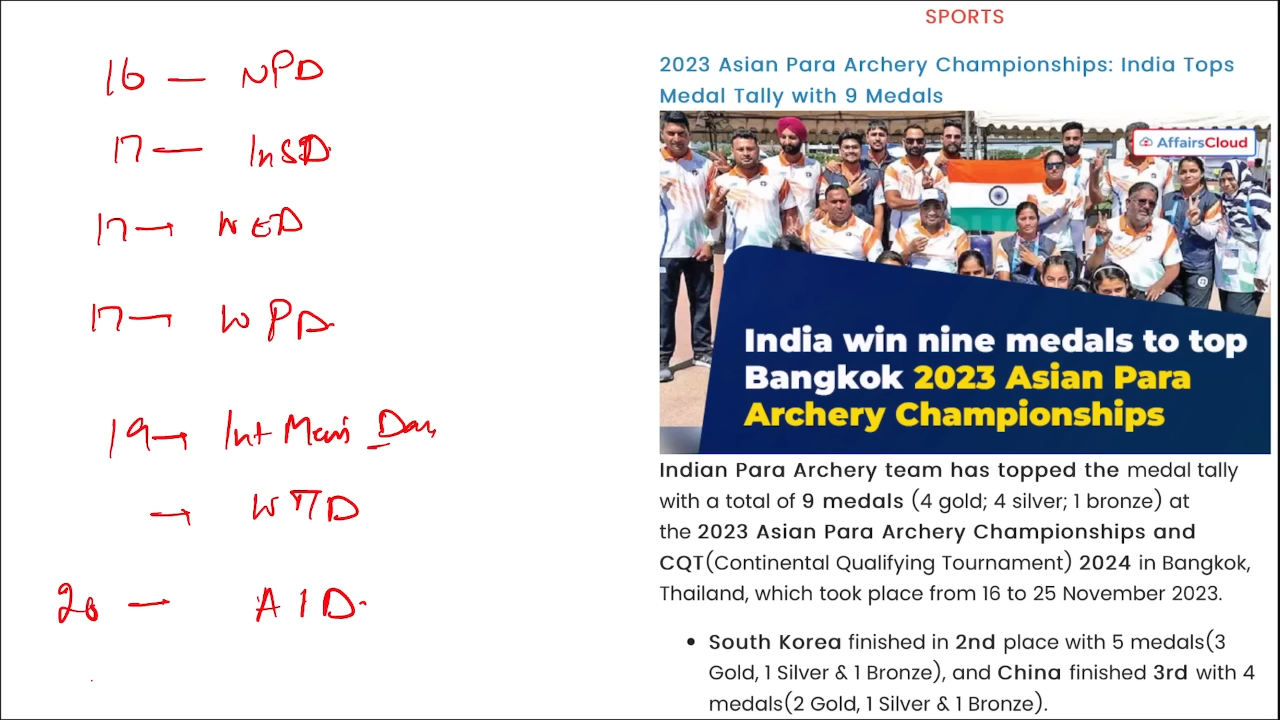 16 — NPD
17 — InSD
17 → WED
17 → WPD
19 → Int Men's Day
→ WTD
20 — AID
SPORTS
2023 Asian Para Archery Championships: India Tops
Medal Tally with 9 Medals
AffairsCloud
India win nine medals to top
Bangkok 2023 Asian Para
Archery Championships
Indian Para Archery team has topped the medal tally
with a total of 9 medals (4 gold; 4 silver; 1 bronze) at
the 2023 Asian Para Archery Championships and
CQT(Continental Qualifying Tournament) 2024 in Bangkok,
Thailand, which took place from 16 to 25 November 2023.
• South Korea finished in 2nd place with 5 medals(3
Gold, 1 Silver & 1 Bronze), and China finished 3rd with 4
medals(2 Gold, 1 Silver & 1 Bronze).